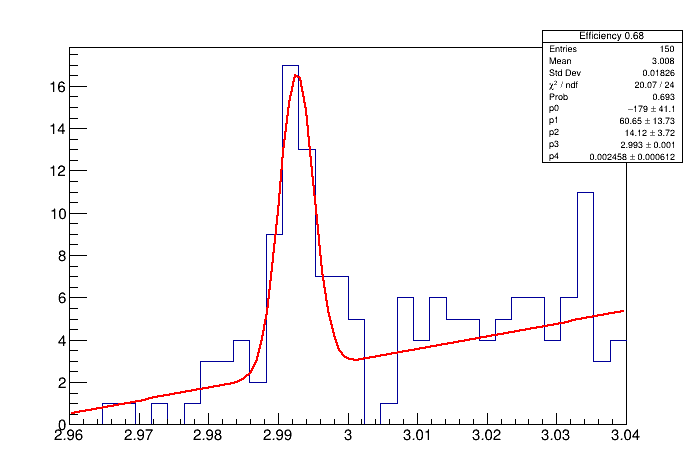 Efficiency 0.68
Entries 150
Mean 3.008
Std Dev 0.01826
χ² / ndf 20.07 / 24
Prob 0.693
p0 −179 ± 41.1
p1 60.65 ± 13.73
p2 14.12 ± 3.72
p3 2.993 ± 0.001
p4 0.002458 ± 0.000612
16
14
12
10
8
6
4
2
0
2.96 2.97 2.98 2.99 3 3.01 3.02 3.03 3.04